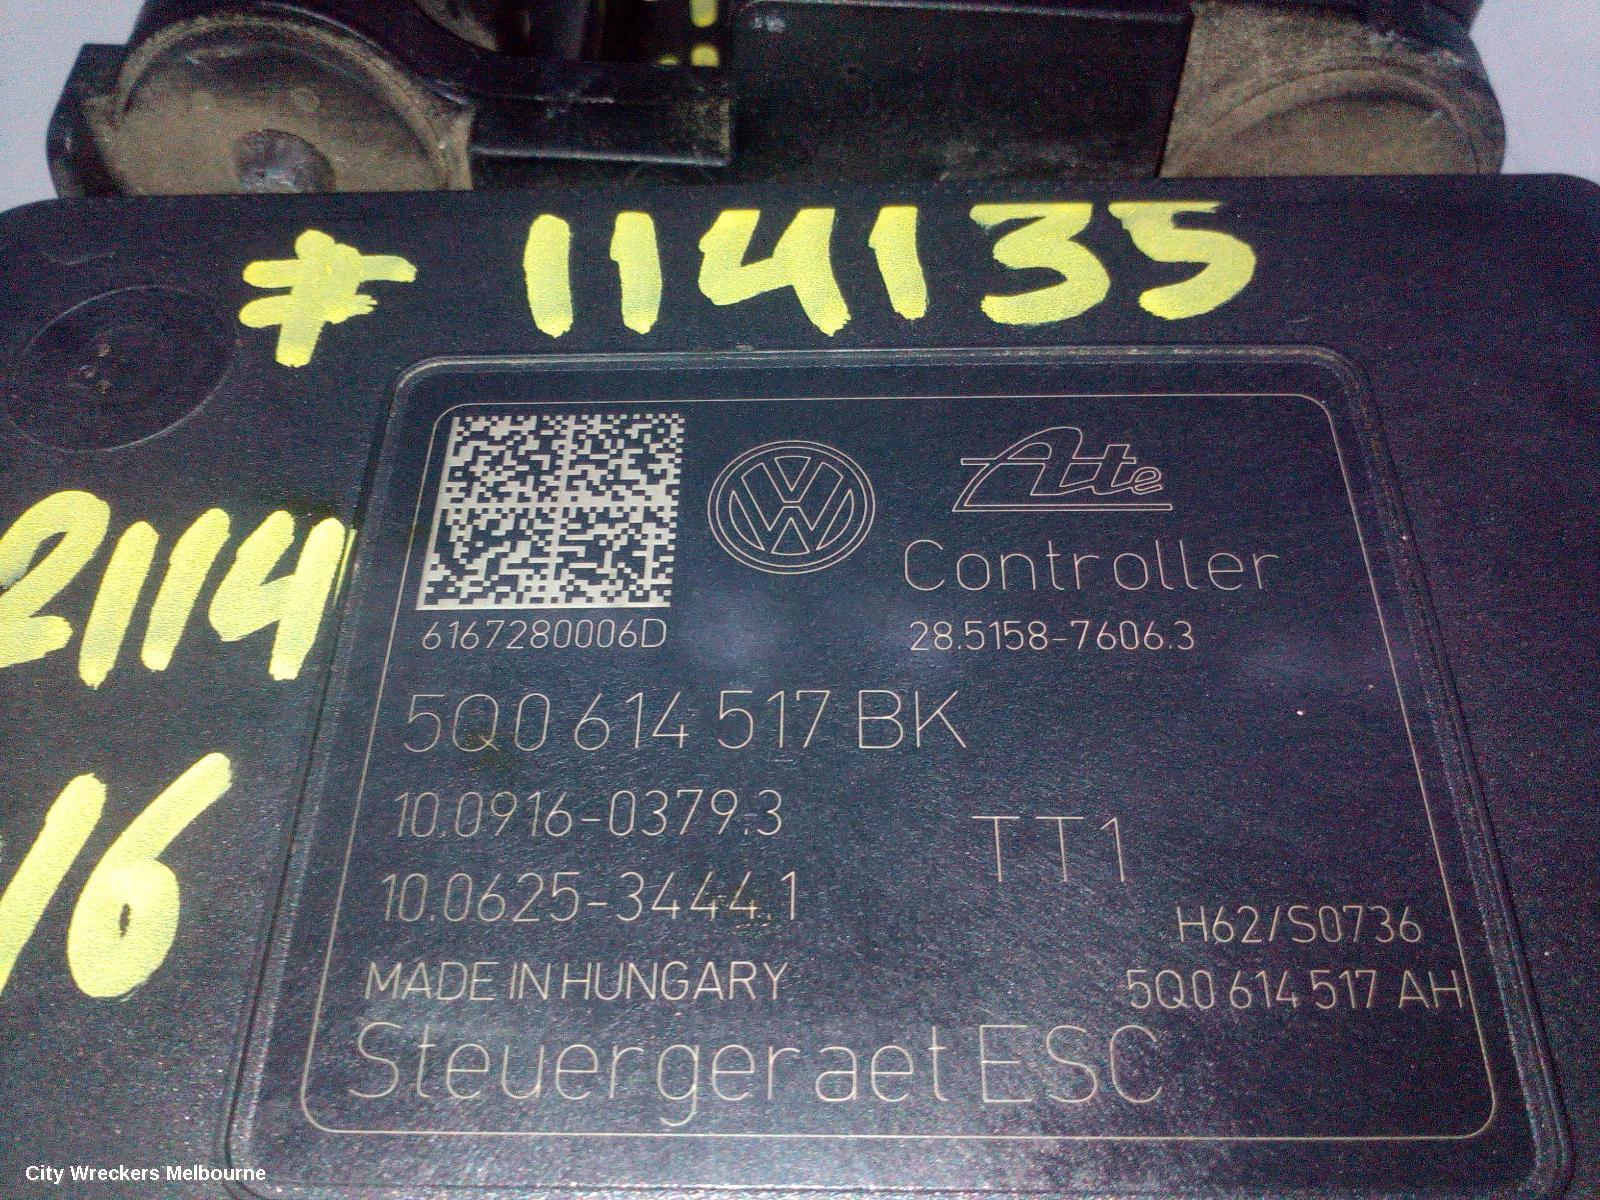 # 114135
2114
/16
VW
Ate
Controller
6167280006D
28.5158-7606.3
5Q0 614 517 BK
10.0916-0379.3
TT1
10.0625-3444.1
H62/S0736
MADE IN HUNGARY
5Q0 614 517 AH
Steuergeraet ESC
City Wreckers Melbourne